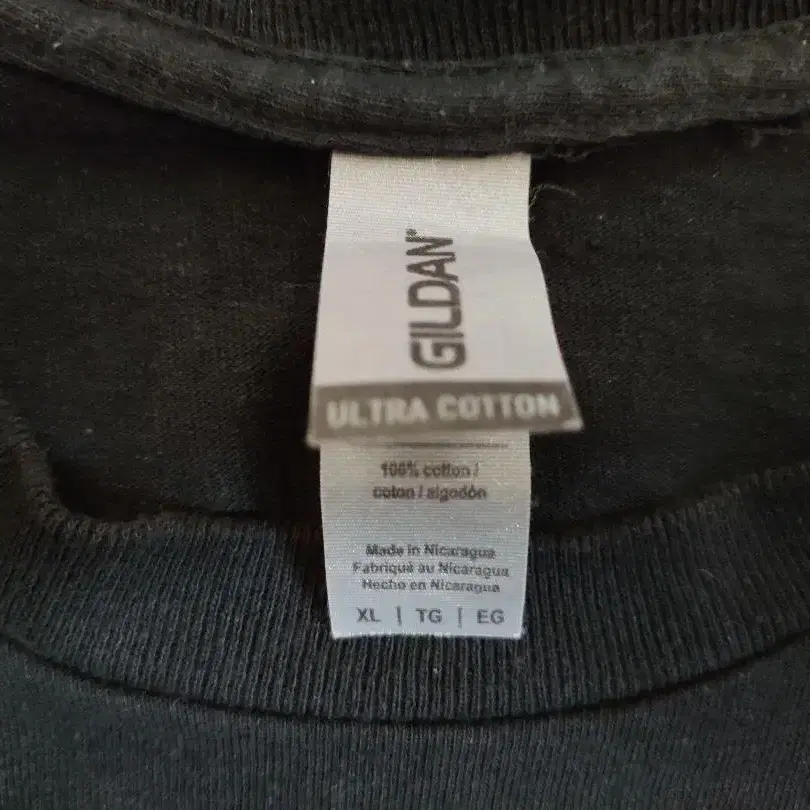 GILDAN®
ULTRA COTTON
100% cotton /
coton / algodón
Made in Nicaragua
Fabriqué au Nicaragua
Hecho en Nicaragua
XL | TG | EG